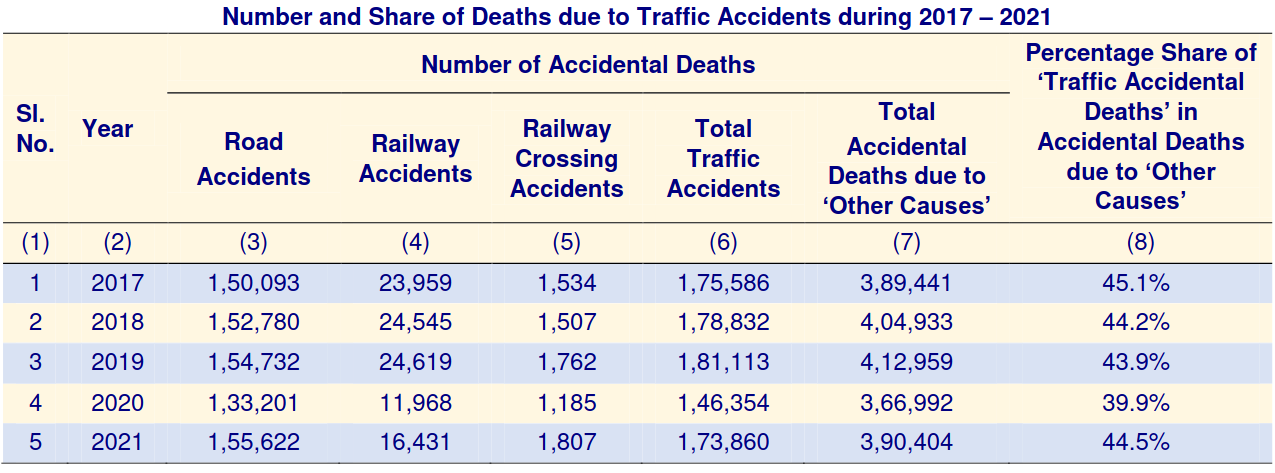 Number and Share of Deaths due to Traffic Accidents during 2017 – 2021
Sl. No. Year Number of Accidental Deaths Percentage Share of ‘Traffic Accidental Deaths’ in Accidental Deaths due to ‘Other Causes’
Road Accidents Railway Accidents Railway Crossing Accidents Total Traffic Accidents Total Accidental Deaths due to ‘Other Causes’
(1) (2) (3) (4) (5) (6) (7) (8)
1 2017 1,50,093 23,959 1,534 1,75,586 3,89,441 45.1%
2 2018 1,52,780 24,545 1,507 1,78,832 4,04,933 44.2%
3 2019 1,54,732 24,619 1,762 1,81,113 4,12,959 43.9%
4 2020 1,33,201 11,968 1,185 1,46,354 3,66,992 39.9%
5 2021 1,55,622 16,431 1,807 1,73,860 3,90,404 44.5%